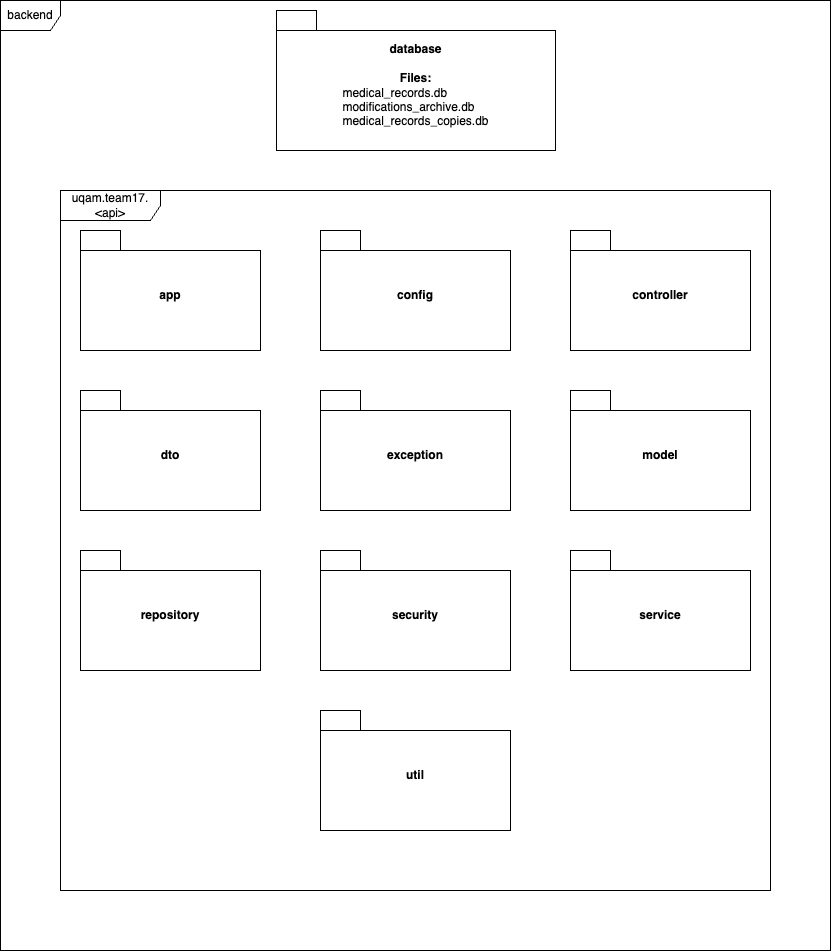 backend
database
Files:
medical_records.db
modifications_archive.db
medical_records_copies.db
uqam.team17.
<api>
app
config
controller
dto
exception
model
repository
security
service
util